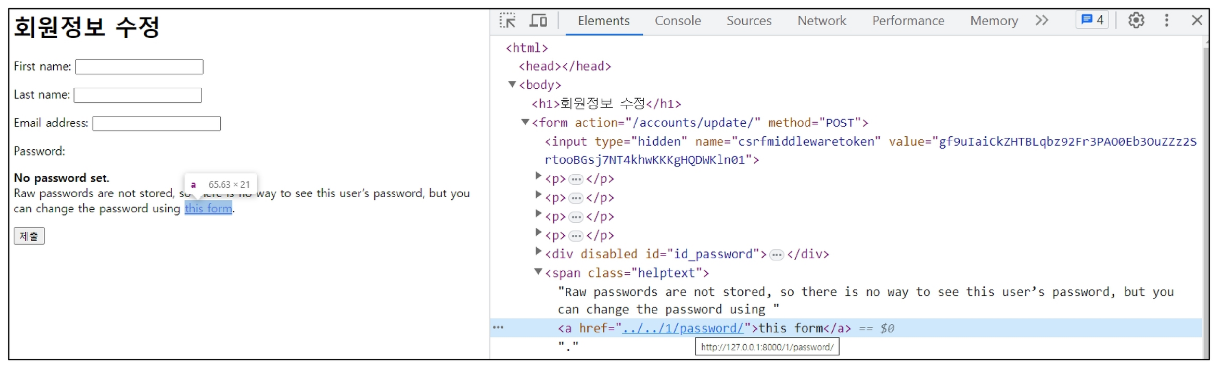 회원정보 수정
First name:
Last name:
Email address:
Password:
No password set.
a 65.63 × 21
Raw passwords are not stored, so there is no way to see this user's password, but you
can change the password using this form.
제출
Elements Console Sources Network Performance Memory 4
<html>
<head></head>
<body>
<h1>회원정보 수정</h1>
<form action="/accounts/update/" method="POST">
<input type="hidden" name="csrfmiddlewaretoken" value="gf9uIaiCkZHTBLqbz92Fr3PAO0Eb3OuZZz2S
rtooBGsj7NT4khwKKKgHQDWKln01">
<p>…</p>
<p>…</p>
<p>…</p>
<p>…</p>
<div disabled id="id_password">…</div>
<span class="helptext">
"Raw passwords are not stored, so there is no way to see this user’s password, but you
can change the password using "
<a href="../../1/password/">this form</a> == $0
"."
http://127.0.0.1:8000/1/password/